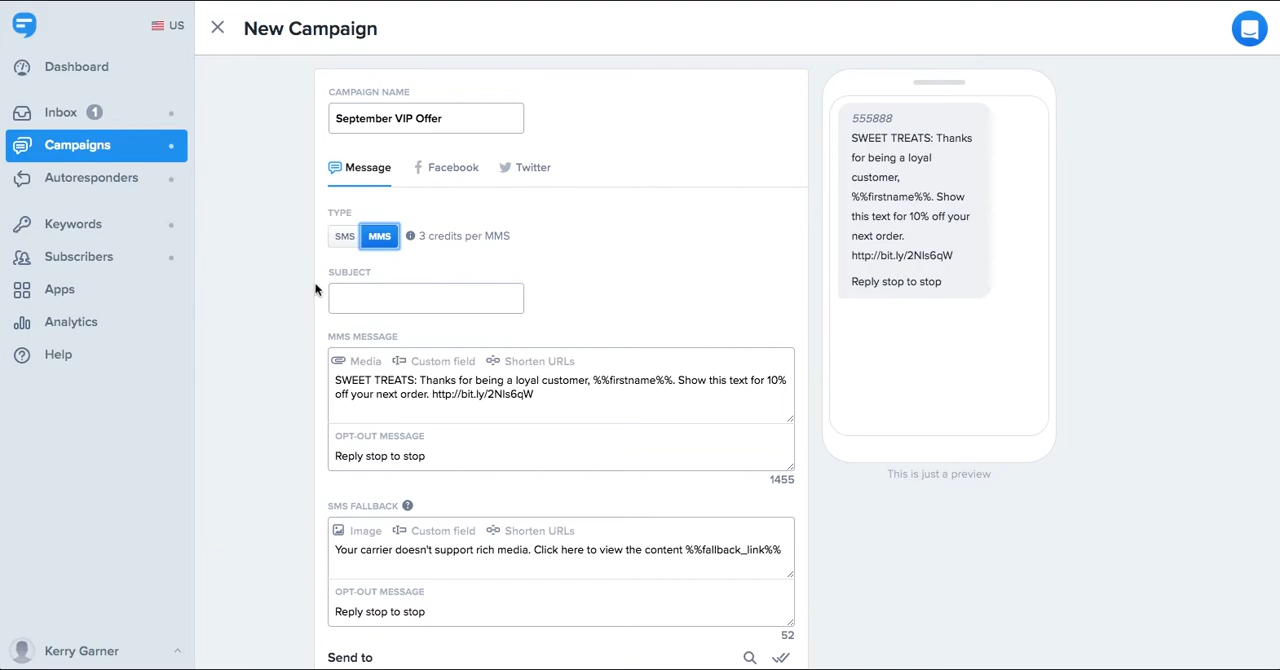 US
New Campaign
Dashboard
Inbox 1
Campaigns
Autoresponders
Keywords
Subscribers
Apps
Analytics
Help
Kerry Garner
CAMPAIGN NAME
September VIP Offer
Message Facebook Twitter
TYPE
SMS MMS 3 credits per MMS
SUBJECT
MMS MESSAGE
Media Custom field Shorten URLs
SWEET TREATS: Thanks for being a loyal customer, %%firstname%%. Show this text for 10%
off your next order. http://bit.ly/2Nls6qW
OPT-OUT MESSAGE
Reply stop to stop
1455
SMS FALLBACK ?
Image Custom field Shorten URLs
Your carrier doesn't support rich media. Click here to view the content %%fallback_link%%
OPT-OUT MESSAGE
Reply stop to stop
52
Send to
555888
SWEET TREATS: Thanks
for being a loyal
customer,
%%firstname%%. Show
this text for 10% off your
next order.
http://bit.ly/2Nls6qW
Reply stop to stop
This is just a preview